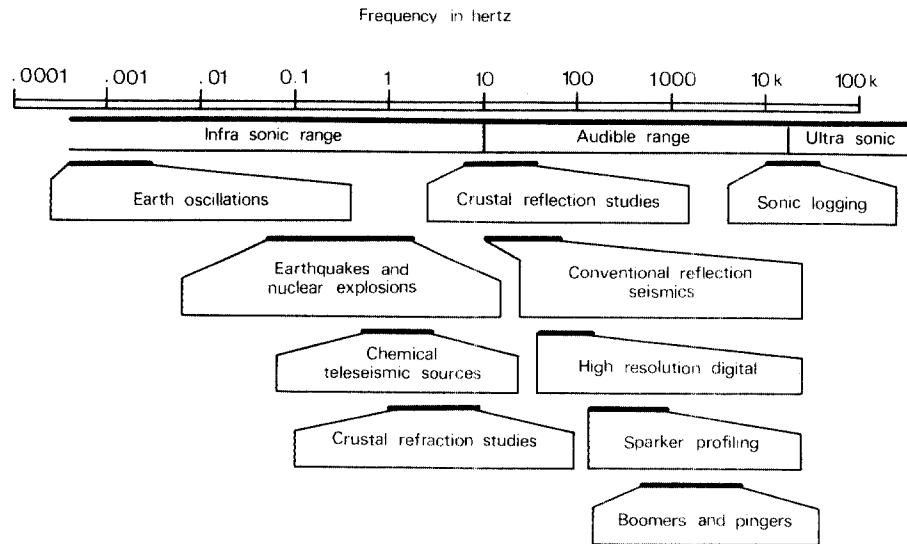 Frequency in hertz
.0001 .001 .01 0.1 1 10 100 1000 10 k 100 k
Infra sonic range Audible range Ultra sonic
Earth oscillations Crustal reflection studies Sonic logging
Earthquakes and
nuclear explosions
Conventional reflection
seismics
Chemical
teleseismic sources
High resolution digital
Crustal refraction studies Sparker profiling
Boomers and pingers